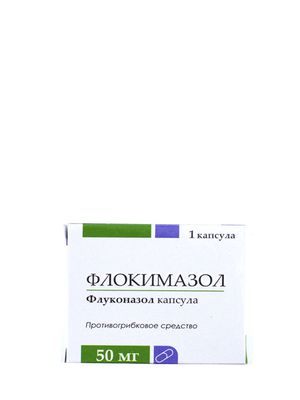 1 капсула
ФЛОКИМАЗОЛ
Флуконазол капсула
Противогрибковое средство
50 мг